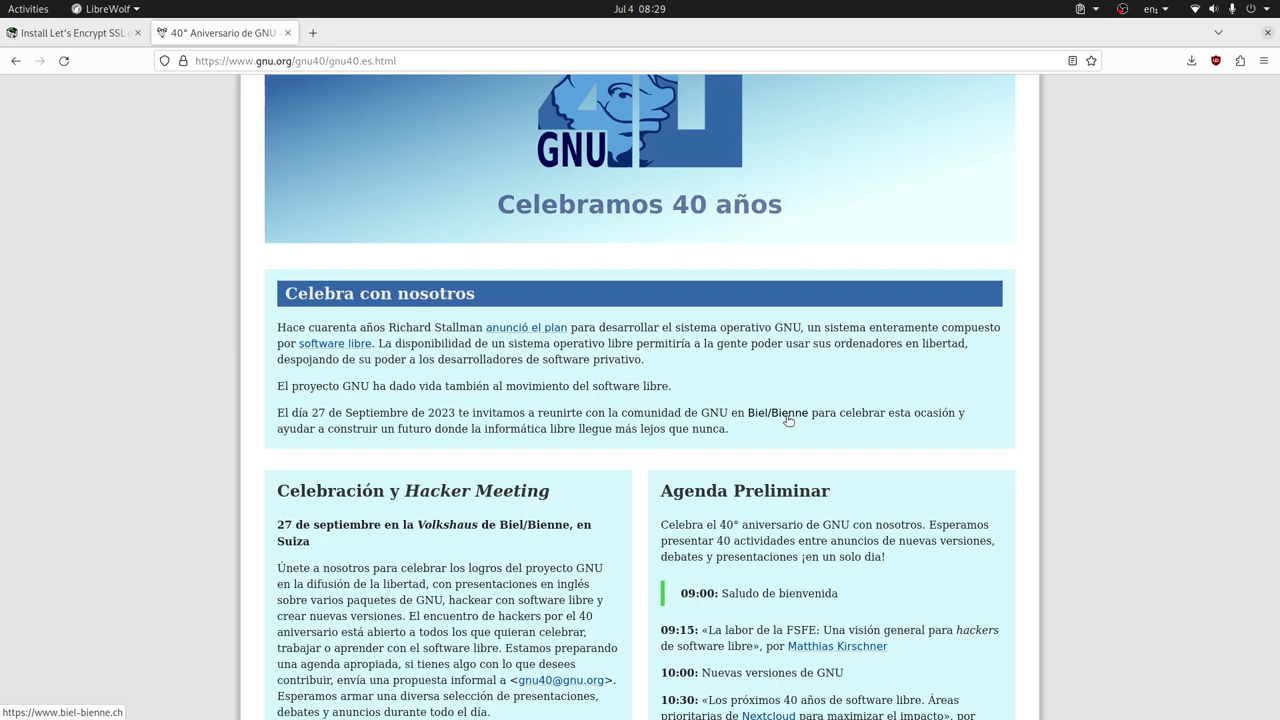 Activities
LibreWolf
Jul 4 08:29
en₁
Install Let's Encrypt SSL
40° Aniversario de GNU
https://www.gnu.org/gnu40/gnu40.es.html
40
GNU
Celebramos 40 años
Celebra con nosotros
Hace cuarenta años Richard Stallman anunció el plan para desarrollar el sistema operativo GNU, un sistema enteramente compuesto
por software libre. La disponibilidad de un sistema operativo libre permitiría a la gente poder usar sus ordenadores en libertad,
despojando de su poder a los desarrolladores de software privativo.
El proyecto GNU ha dado vida también al movimiento del software libre.
El día 27 de Septiembre de 2023 te invitamos a reunirte con la comunidad de GNU en Biel/Bienne para celebrar esta ocasión y
ayudar a construir un futuro donde la informática libre llegue más lejos que nunca.
Celebración y Hacker Meeting
27 de septiembre en la Volkshaus de Biel/Bienne, en
Suiza
Únete a nosotros para celebrar los logros del proyecto GNU
en la difusión de la libertad, con presentaciones en inglés
sobre varios paquetes de GNU, hackear con software libre y
crear nuevas versiones. El encuentro de hackers por el 40
aniversario está abierto a todos los que quieran celebrar,
trabajar o aprender con el software libre. Estamos preparando
una agenda apropiada, si tienes algo con lo que desees
contribuir, envía una propuesta informal a <gnu40@gnu.org>.
Esperamos armar una diversa selección de presentaciones,
debates y anuncios durante todo el día.
Agenda Preliminar
Celebra el 40° aniversario de GNU con nosotros. Esperamos
presentar 40 actividades entre anuncios de nuevas versiones,
debates y presentaciones ¡en un solo dia!
09:00: Saludo de bienvenida
09:15: «La labor de la FSFE: Una visión general para hackers
de software libre», por Matthias Kirschner
10:00: Nuevas versiones de GNU
10:30: «Los próximos 40 años de software libre. Áreas
prioritarias de Nextcloud para maximizar el impacto», por
https://www.biel-bienne.ch